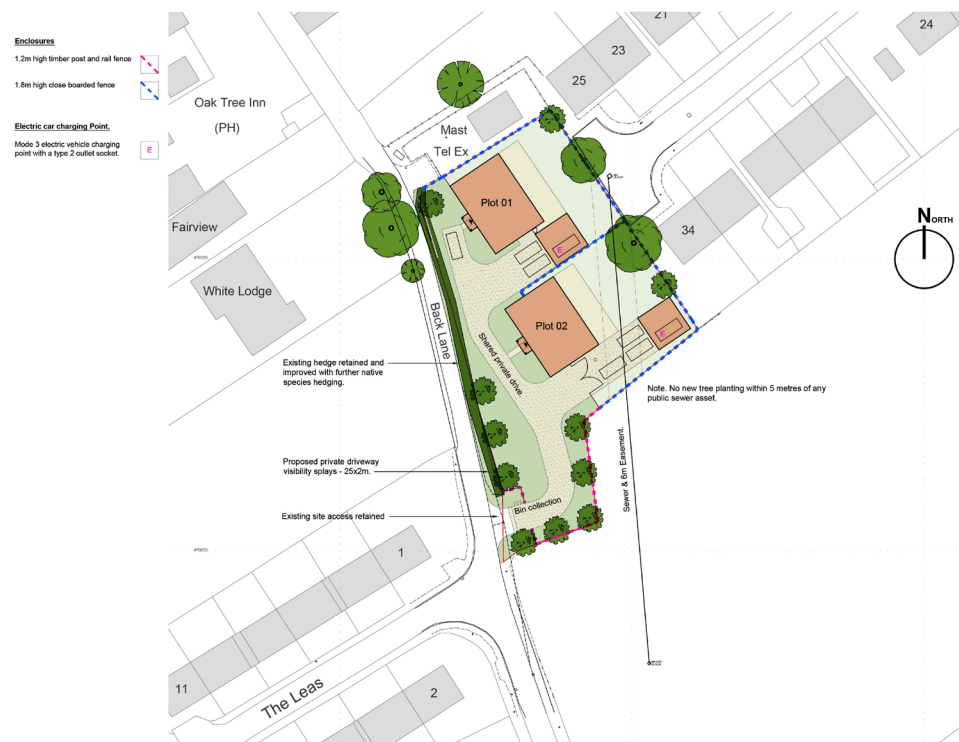 Enclosures
1.2m high timber post and rail fence
1.8m high close boarded fence
Electric car charging Point.
Mode 3 electric vehicle charging
point with a type 2 outlet socket.
E
21
24
23
25
Oak Tree Inn
(PH)
Mast
Tel Ex
Plot 01
E
34
Fairview
White Lodge
470050
NORTH
Back Lane
Plot 02
E
Shared private drive.
Existing hedge retained and
improved with further native
species hedging.
Note. No new tree planting within 5 metres of any
public sewer asset.
Sewer & 6m Easement.
Proposed private driveway
visibility splays - 25x2m.
Bin collection
Existing site access retained
1
11
The Leas
2